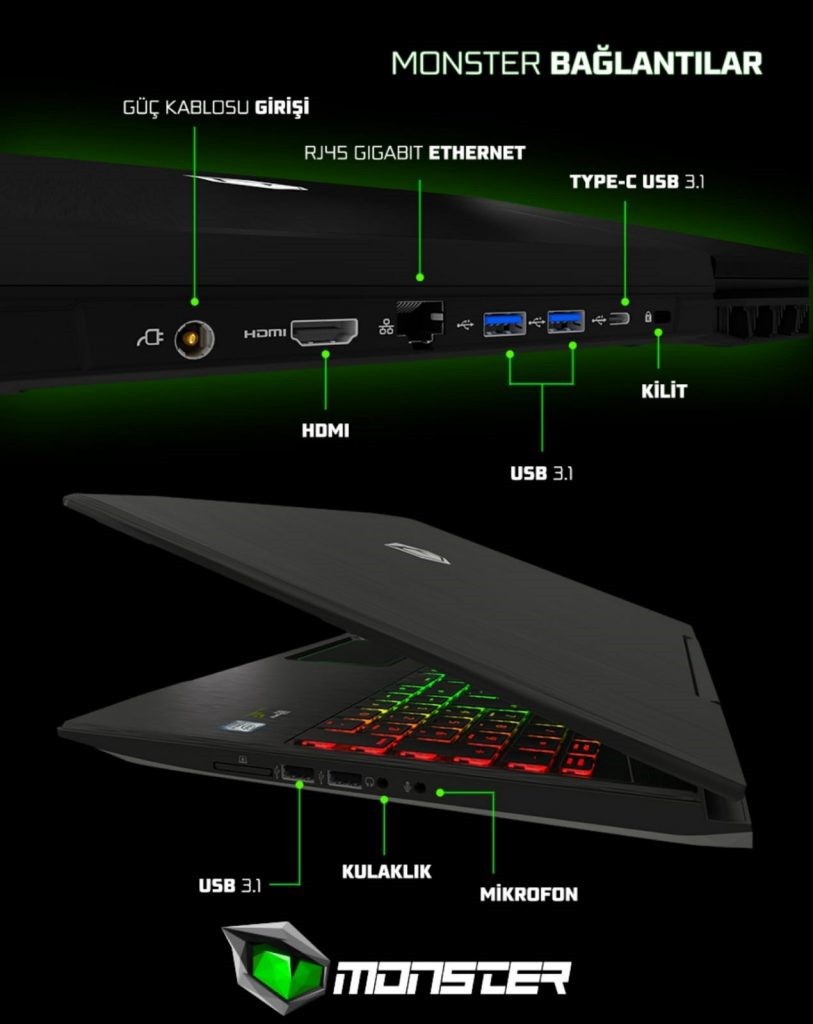 MONSTER BAĞLANTILAR
GÜÇ KABLOSU GİRİŞİ
RJ45 GIGABIT ETHERNET
TYPE-C USB 3.1
HDMI
KİLİT
HDMI
USB 3.1
KULAKLIK
USB 3.1
MİKROFON
MONSTER